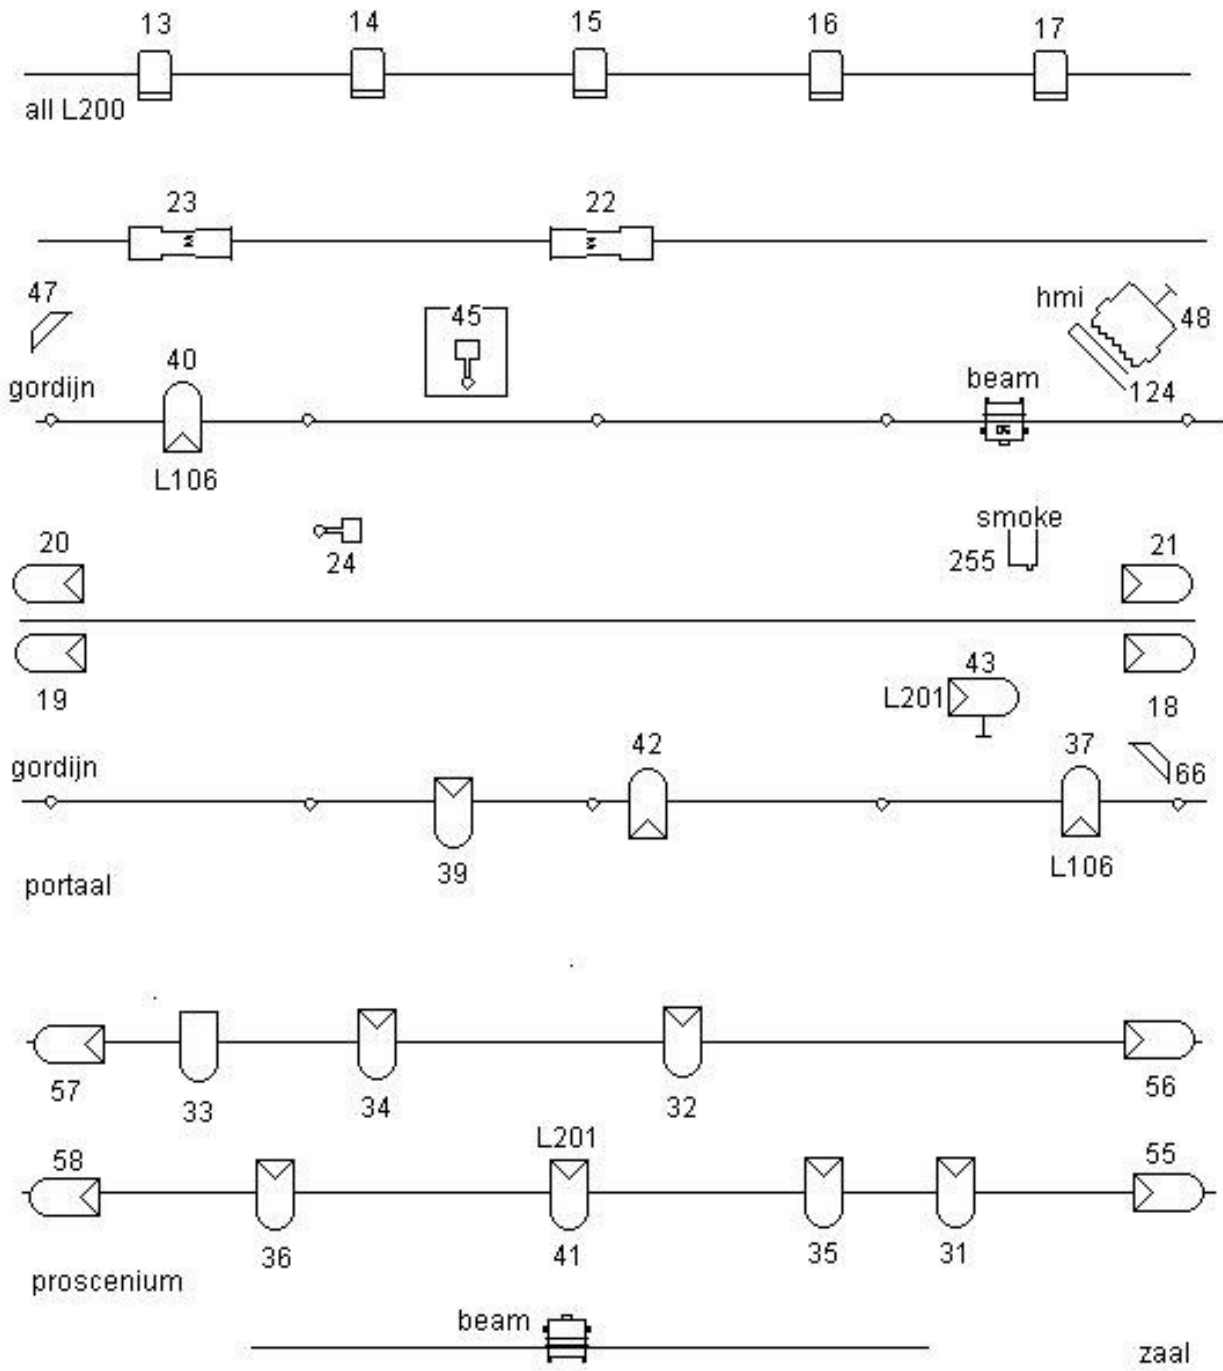 13 14 15 16 17
all L200
23 22
47 45 hmi 48
40
gordijn beam 124
L106
smoke
20 24 255 21
43
19 L201 18
42 37
gordijn 66
39 L106
portaal
57 33 34 32 56
L201
58 55
36 41 35 31
proscenium
beam
zaal